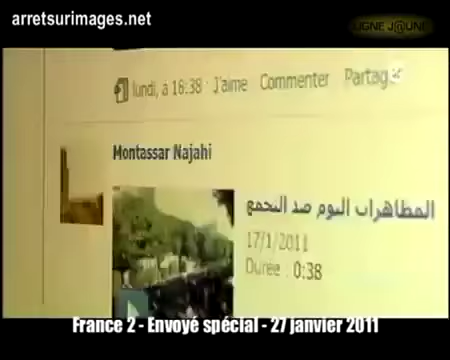 arretsurimages.net
LIGNE J@UNE
lundi, à 16:38 · J'aime Commenter Partager
Montassar Najahi
المظاهرات اليوم ضد التجمع
17/1/2011
Durée : 0:38
France 2 - Envoyé spécial - 27 janvier 2011